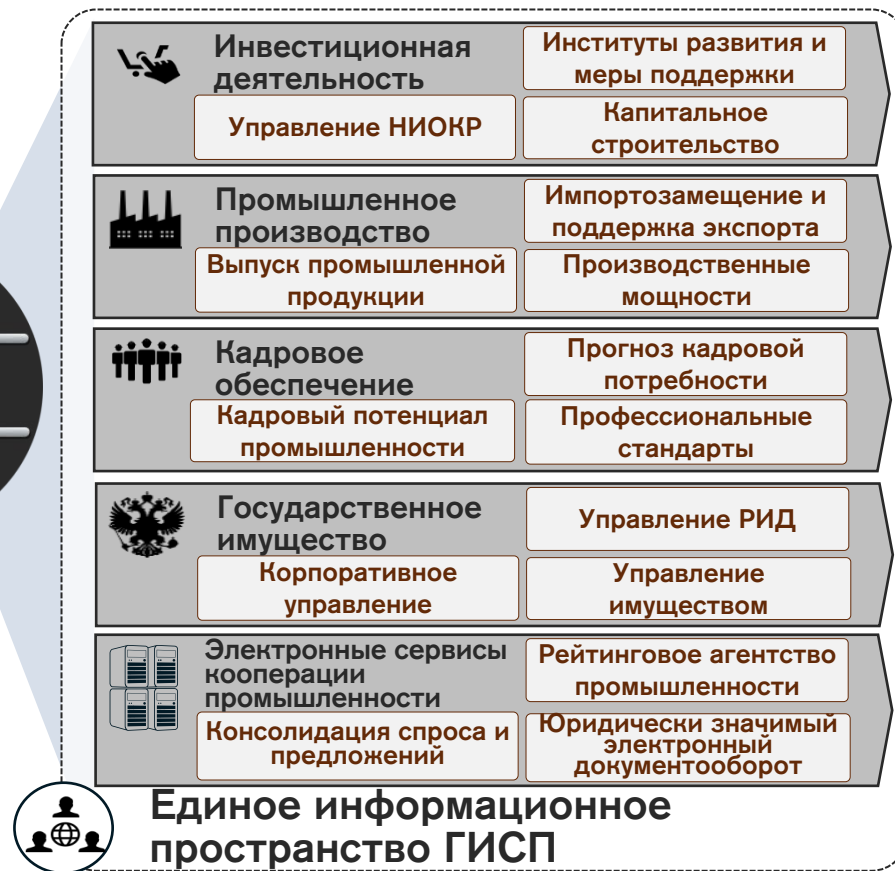 Инвестиционная
деятельность
Институты развития и
меры поддержки
Управление НИОКР
Капитальное
строительство
Промышленное
производство
Импортозамещение и
поддержка экспорта
Выпуск промышленной
продукции
Производственные
мощности
Кадровое
обеспечение
Прогноз кадровой
потребности
Кадровый потенциал
промышленности
Профессиональные
стандарты
Государственное
имущество
Управление РИД
Корпоративное
управление
Управление
имуществом
Электронные сервисы
кооперации
промышленности
Рейтинговое агентство
промышленности
Консолидация спроса и
предложений
Юридически значимый
электронный
документооборот
Единое информационное
пространство ГИСП